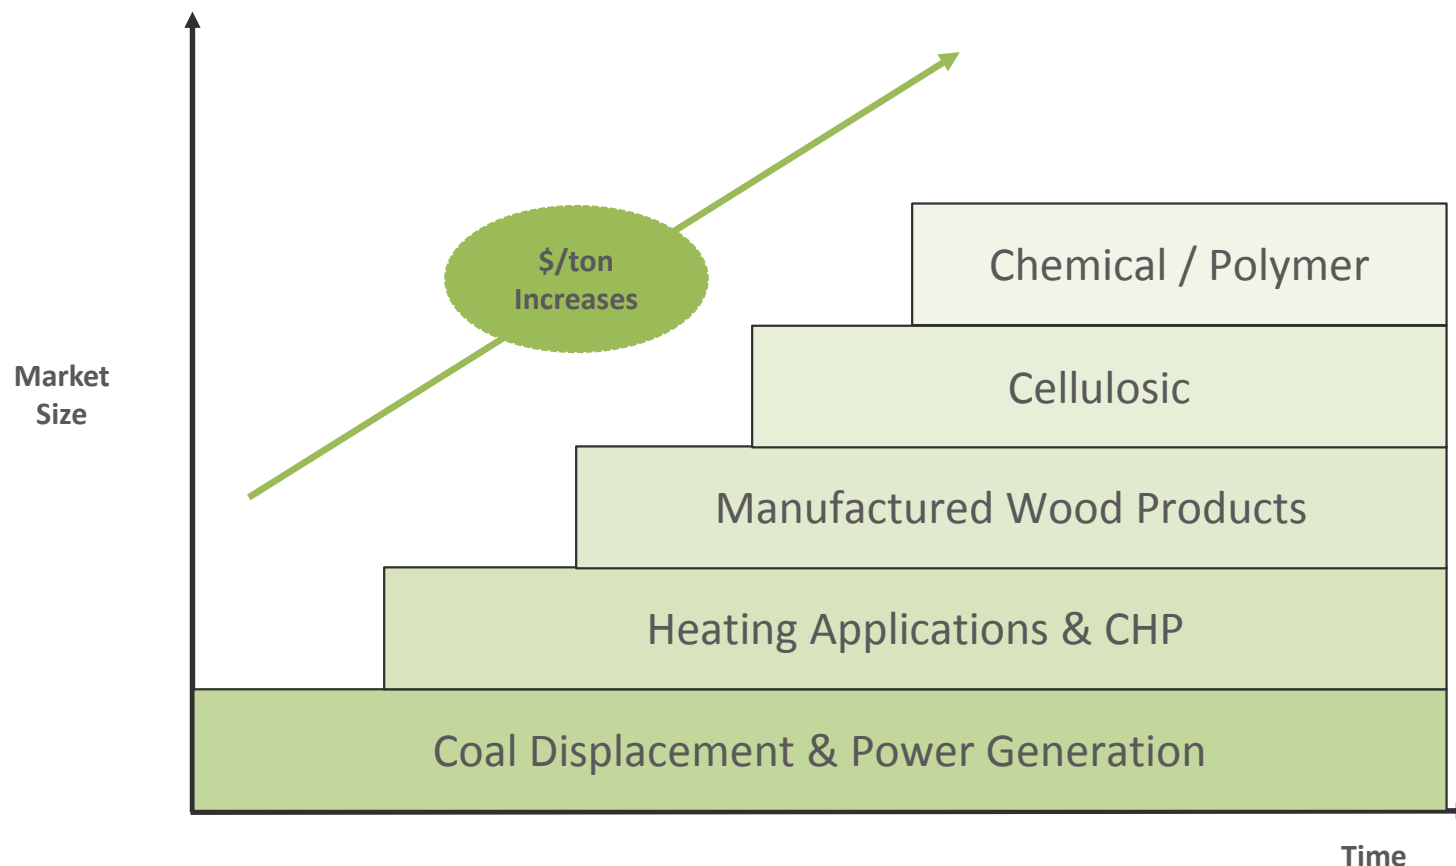 $/ton
Increases
Chemical / Polymer
Market
Size
Cellulosic
Manufactured Wood Products
Heating Applications & CHP
Coal Displacement & Power Generation
Time